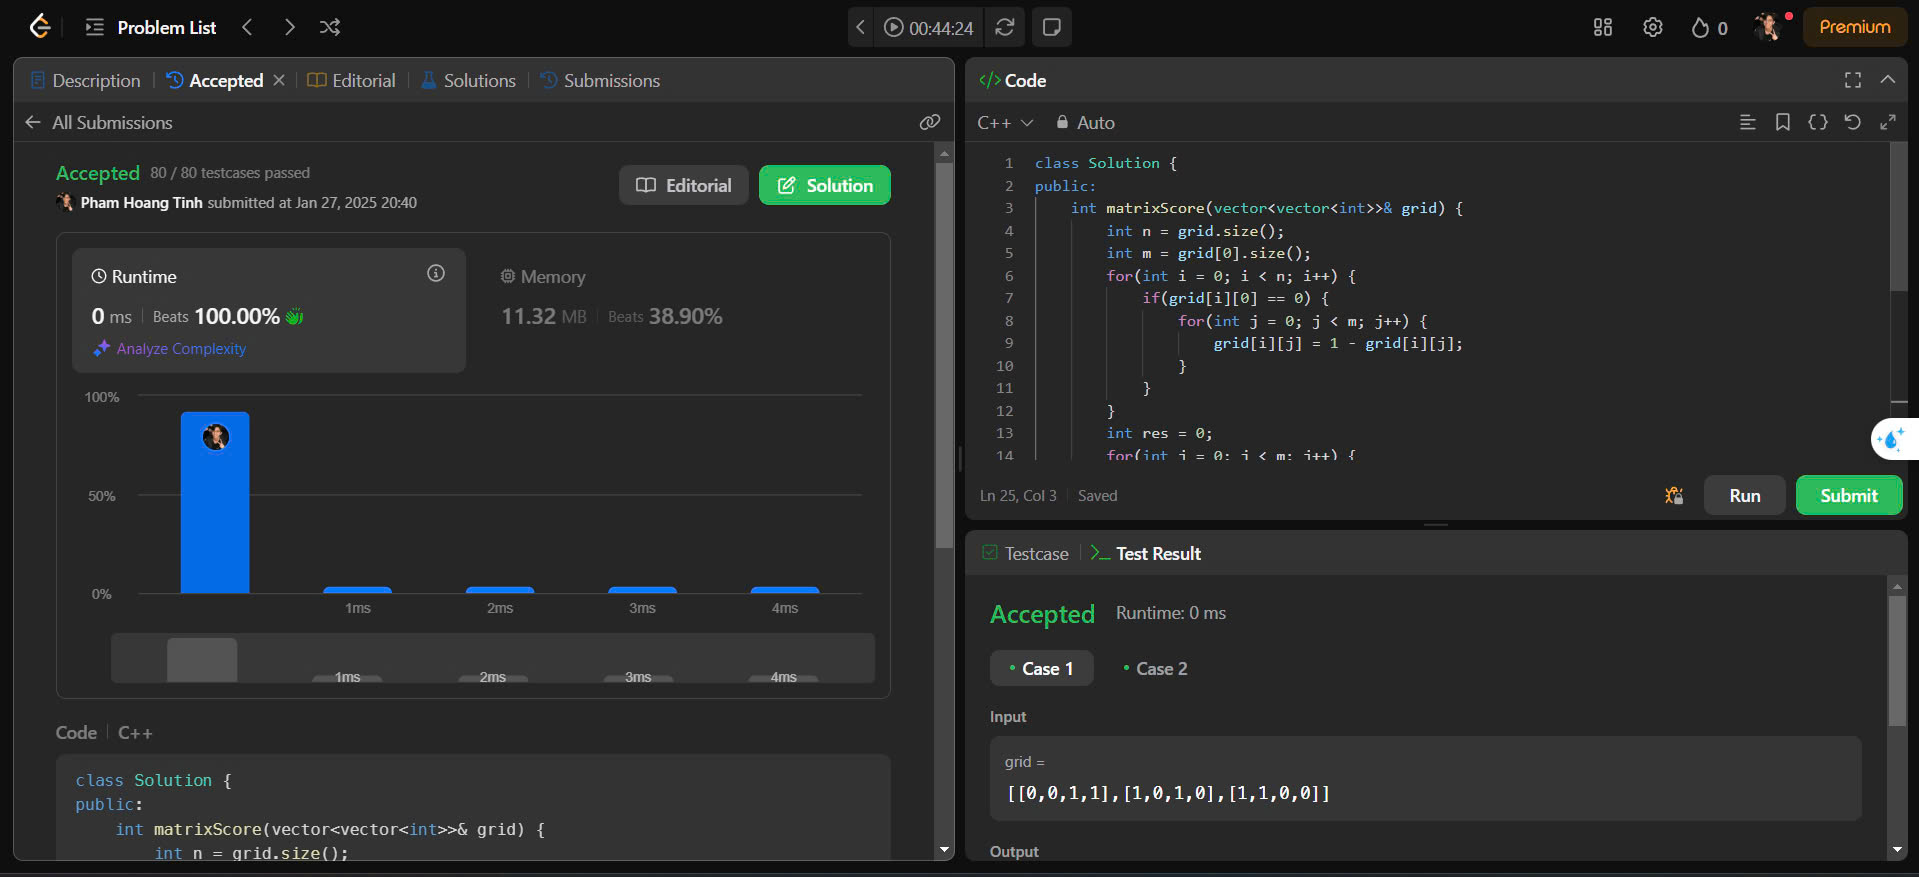 Problem List
00:44:24
0
Premium
Description
Accepted
Editorial
Solutions
Submissions
All Submissions
Accepted 80 / 80 testcases passed
Pham Hoang Tinh submitted at Jan 27, 2025 20:40
Editorial
Solution
Runtime
0 ms Beats 100.00%
Analyze Complexity
Memory
11.32 MB Beats 38.90%
100%
50%
0%
1ms 2ms 3ms 4ms
1ms 2ms 3ms 4ms
Code C++
class Solution {
public:
int matrixScore(vector<vector<int>>& grid) {
int n = grid.size();
</> Code
C++ Auto
1 class Solution {
2 public:
3 int matrixScore(vector<vector<int>>& grid) {
4 int n = grid.size();
5 int m = grid[0].size();
6 for(int i = 0; i < n; i++) {
7 if(grid[i][0] == 0) {
8 for(int j = 0; j < m; j++) {
9 grid[i][j] = 1 - grid[i][j];
10 }
11 }
12 }
13 int res = 0;
14 for(int j = 0; j < m; j++) {
Ln 25, Col 3 Saved
Run
Submit
Testcase
Test Result
Accepted Runtime: 0 ms
Case 1
Case 2
Input
grid =
[[0,0,1,1],[1,0,1,0],[1,1,0,0]]
Output